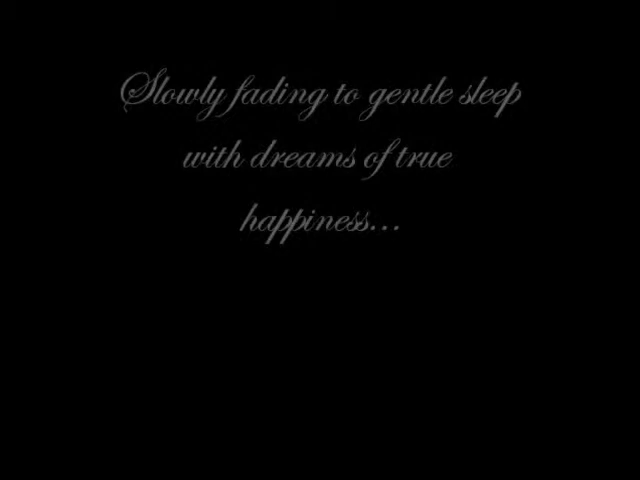 Slowly fading to gentle sleep
with dreams of true
happiness...